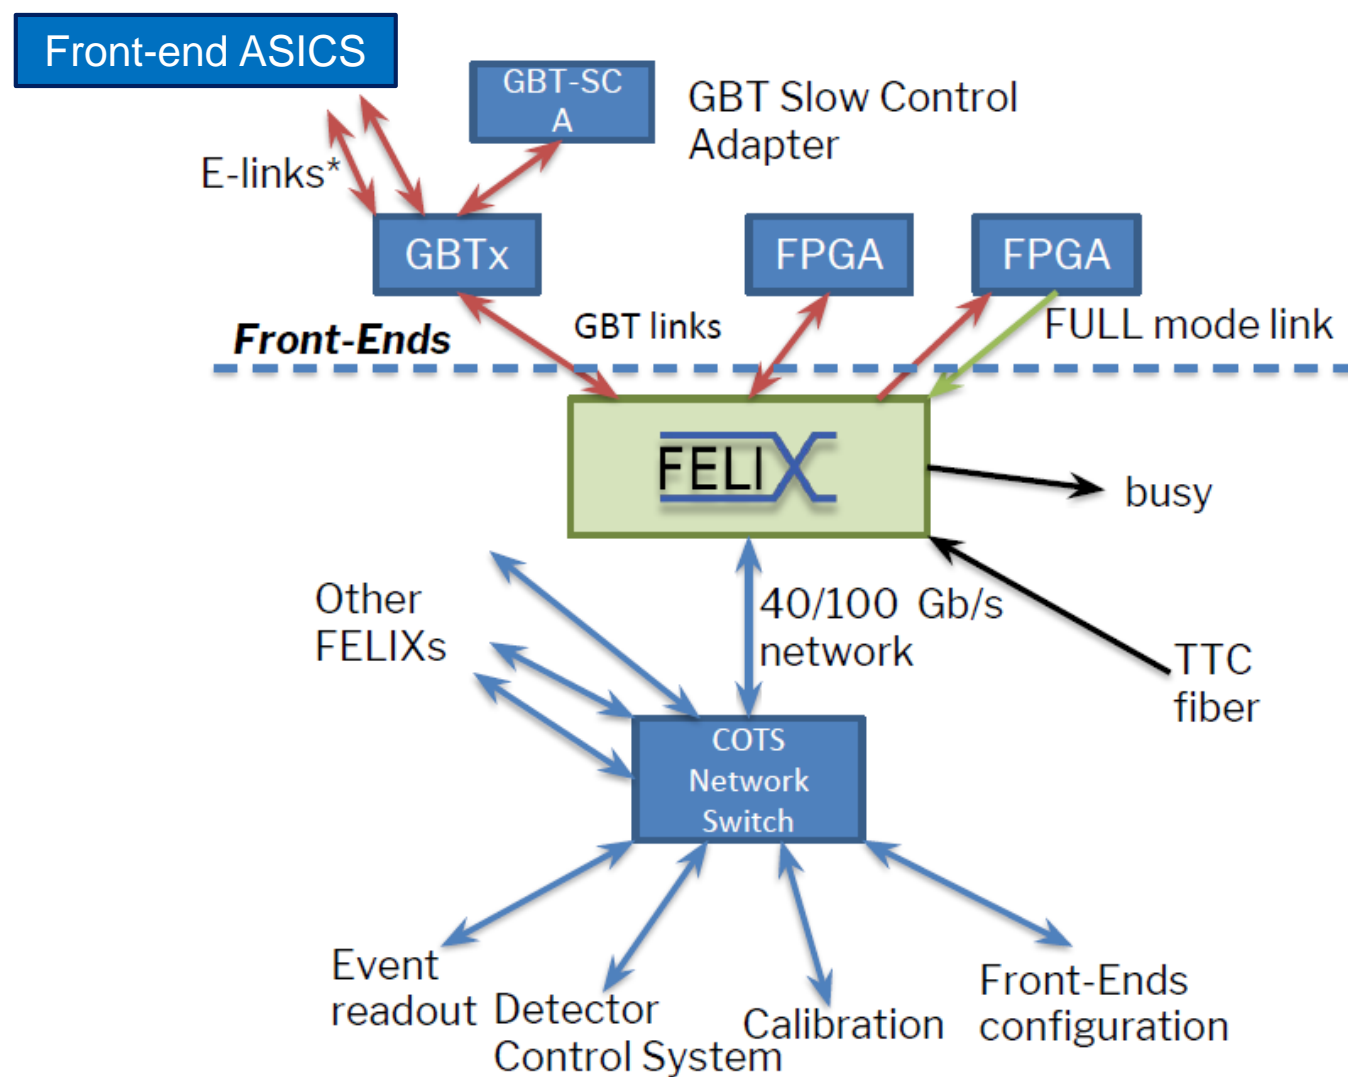 Front-end ASICS
GBT-SC
A
GBT Slow Control
Adapter
E-links*
GBTx
FPGA
FPGA
GBT links
FULL mode link
Front-Ends
FELIX
busy
Other
FELIXs
40/100 Gb/s
network
TTC
fiber
COTS
Network
Switch
Event
readout
Detector
Control System
Calibration
Front-Ends
configuration